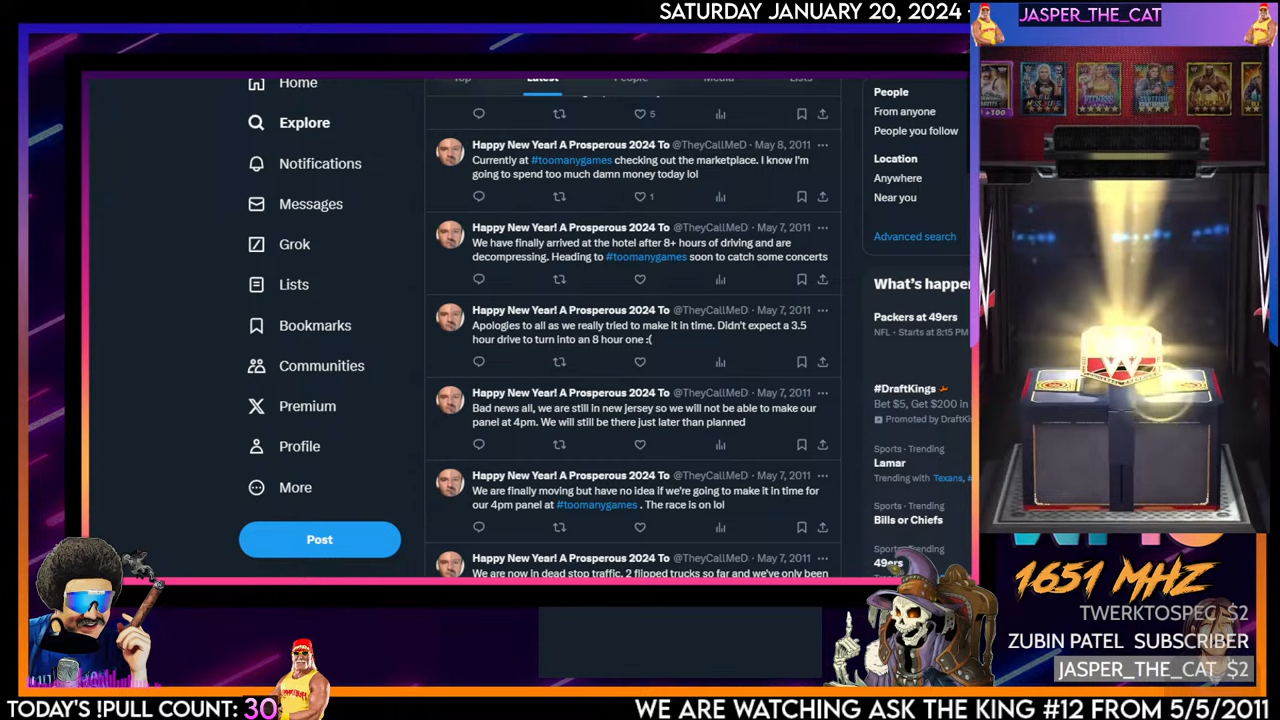 SATURDAY JANUARY 20, 2024 -
JASPER_THE_CAT
Home
Explore
Notifications
Messages
Grok
Lists
Bookmarks
Communities
Premium
Profile
More
Post
Top Latest People Media Lists
5
Happy New Year! A Prosperous 2024 To @TheyCallMeD · May 8, 2011 ···
Currently at #toomanygames checking out the marketplace. I know I'm
going to spend too much damn money today lol
1
Happy New Year! A Prosperous 2024 To @TheyCallMeD · May 7, 2011 ···
We have finally arrived at the hotel after 8+ hours of driving and are
decompressing. Heading to #toomanygames soon to catch some concerts
Happy New Year! A Prosperous 2024 To @TheyCallMeD · May 7, 2011 ···
Apologies to all as we really tried to make it in time. Didn't expect a 3.5
hour drive to turn into an 8 hour one :(
Happy New Year! A Prosperous 2024 To @TheyCallMeD · May 7, 2011 ···
Bad news all, we are still in new jersey so we will not be able to make our
panel at 4pm. We will still be there just later than planned
Happy New Year! A Prosperous 2024 To @TheyCallMeD · May 7, 2011 ···
We are finally moving but have no idea if we're going to make it in time for
our 4pm panel at #toomanygames . The race is on lol
Happy New Year! A Prosperous 2024 To @TheyCallMeD · May 7, 2011 ···
We are now in dead stop traffic. 2 flipped trucks so far and we've only been
People
From anyone
People you follow
Location
Anywhere
Near you
Advanced search
What's happe
Packers at 49ers
NFL · Starts at 8:15 PM
#DraftKings
Bet $5, Get $200 in
Promoted by DraftKi
Sports · Trending
Lamar
Trending with Texans,
Sports · Trending
Bills or Chiefs
Sports · Trending
49ers
+100
1651 MHZ
TWERKTOSPEC $2
ZUBIN PATEL SUBSCRIBER
JASPER_THE_CAT $2
TODAY'S !PULL COUNT: 30
WE ARE WATCHING ASK THE KING #12 FROM 5/5/2011